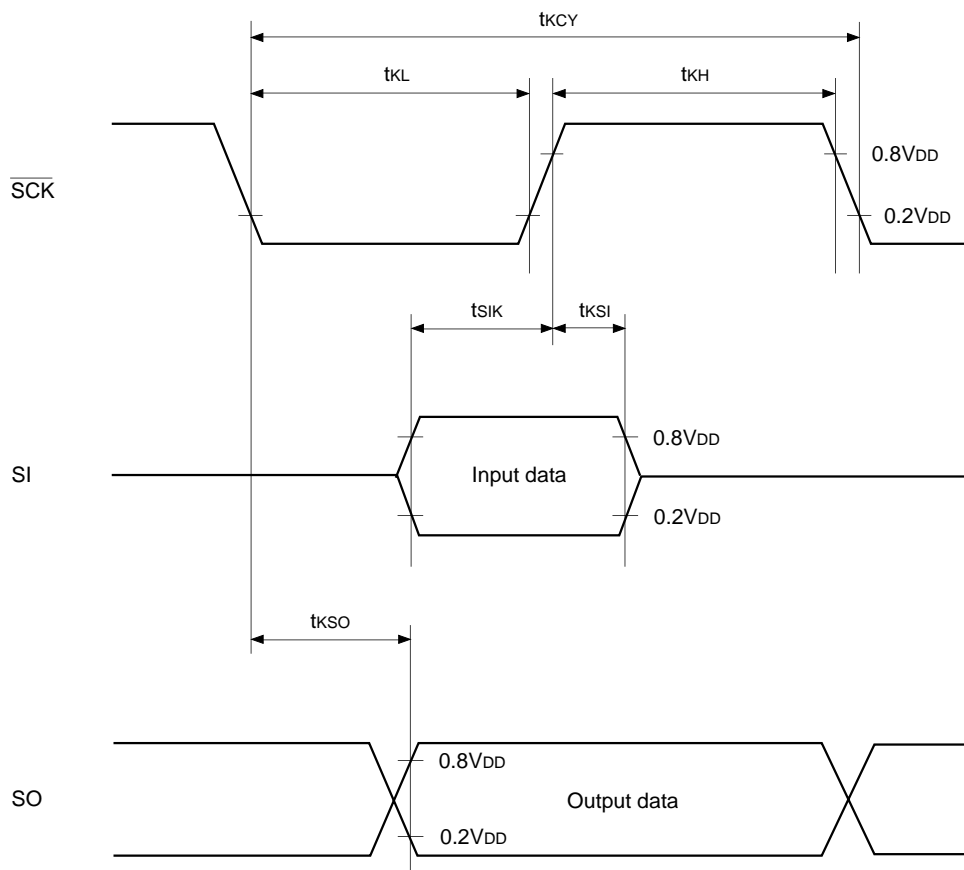 tKCY
tKL
tKH
SCK
0.8VDD
0.2VDD
tSIK
tKSI
SI
Input data
0.8VDD
0.2VDD
tKSO
SO
0.8VDD
Output data
0.2VDD